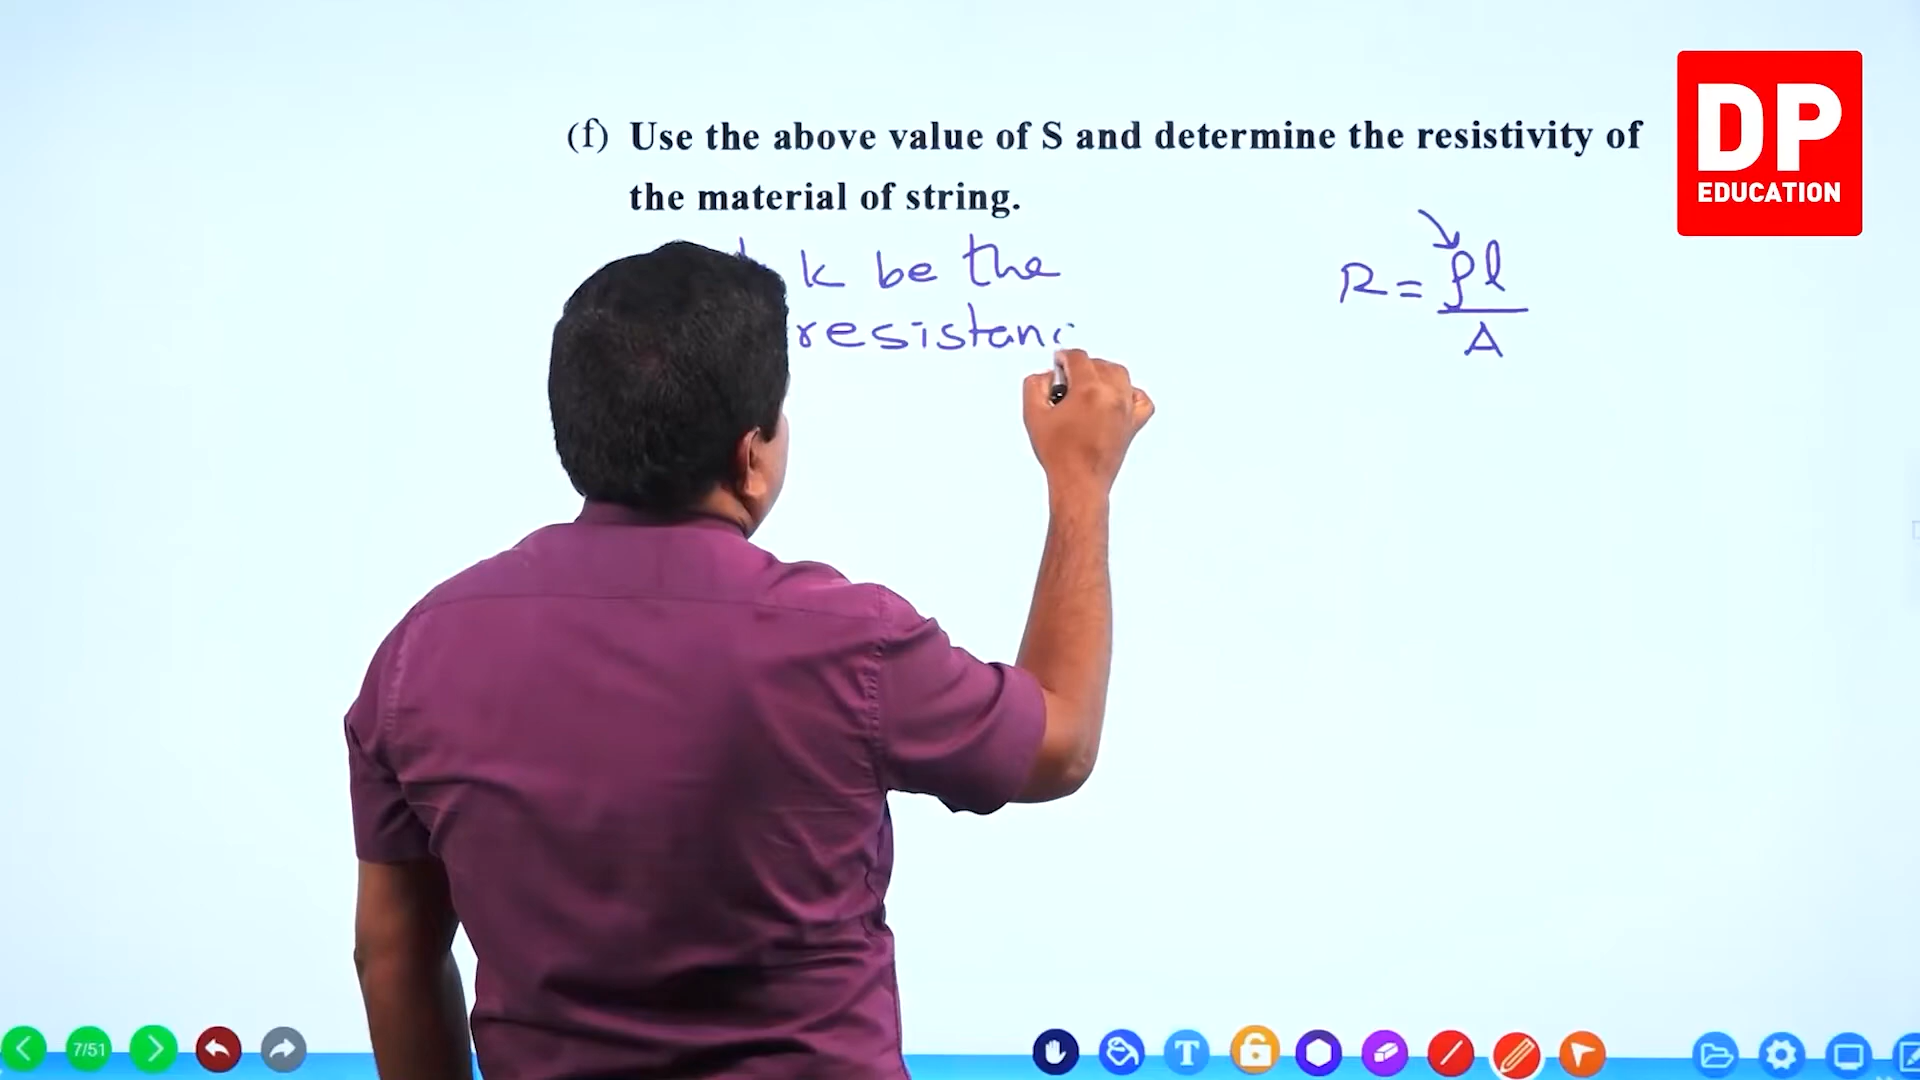 DP
EDUCATION
(f) Use the above value of S and determine the resistivity of
the material of string.
k be the
resistanc
R = ρl
A
7/51
T